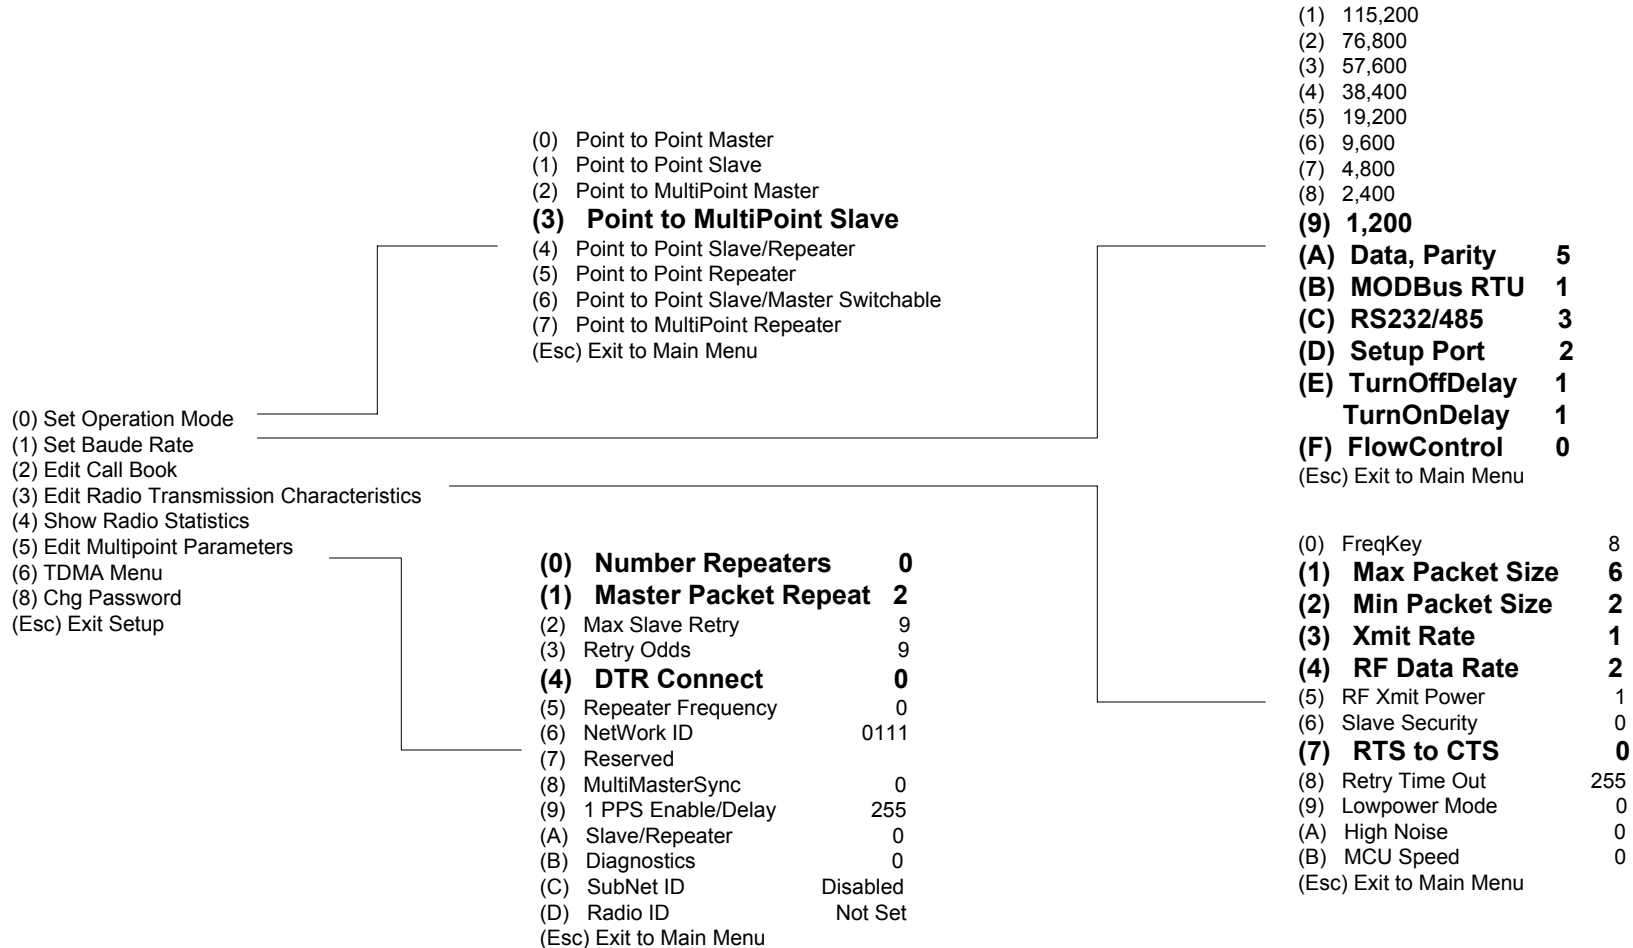 (0) Set Operation Mode
(1) Set Baude Rate
(2) Edit Call Book
(3) Edit Radio Transmission Characteristics
(4) Show Radio Statistics
(5) Edit Multipoint Parameters
(6) TDMA Menu
(8) Chg Password
(Esc) Exit Setup
(0) Point to Point Master
(1) Point to Point Slave
(2) Point to MultiPoint Master
(3) Point to MultiPoint Slave
(4) Point to Point Slave/Repeater
(5) Point to Point Repeater
(6) Point to Point Slave/Master Switchable
(7) Point to MultiPoint Repeater
(Esc) Exit to Main Menu
(0) Number Repeaters 0
(1) Master Packet Repeat 2
(2) Max Slave Retry 9
(3) Retry Odds 9
(4) DTR Connect 0
(5) Repeater Frequency 0
(6) NetWork ID 0111
(7) Reserved
(8) MultiMasterSync 0
(9) 1 PPS Enable/Delay 255
(A) Slave/Repeater 0
(B) Diagnostics 0
(C) SubNet ID Disabled
(D) Radio ID Not Set
(Esc) Exit to Main Menu
(1) 115,200
(2) 76,800
(3) 57,600
(4) 38,400
(5) 19,200
(6) 9,600
(7) 4,800
(8) 2,400
(9) 1,200
(A) Data, Parity 5
(B) MODBus RTU 1
(C) RS232/485 3
(D) Setup Port 2
(E) TurnOffDelay 1
TurnOnDelay 1
(F) FlowControl 0
(Esc) Exit to Main Menu
(0) FreqKey 8
(1) Max Packet Size 6
(2) Min Packet Size 2
(3) Xmit Rate 1
(4) RF Data Rate 2
(5) RF Xmit Power 1
(6) Slave Security 0
(7) RTS to CTS 0
(8) Retry Time Out 255
(9) Lowpower Mode 0
(A) High Noise 0
(B) MCU Speed 0
(Esc) Exit to Main Menu